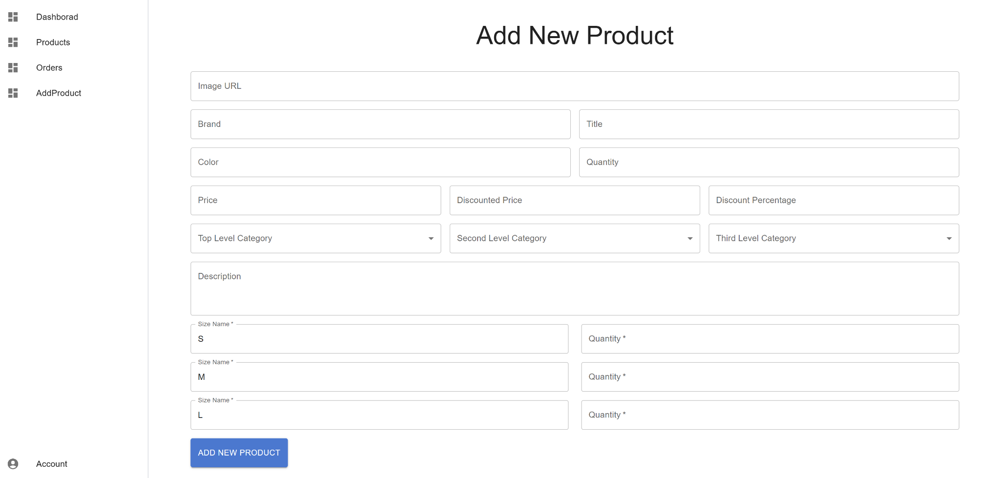 Dashborad
Products
Orders
AddProduct
Account
Add New Product
Image URL
Brand
Title
Color
Quantity
Price
Discounted Price
Discount Percentage
Top Level Category
Second Level Category
Third Level Category
Description
Size Name *
S
Quantity *
Size Name *
M
Quantity *
Size Name *
L
Quantity *
ADD NEW PRODUCT